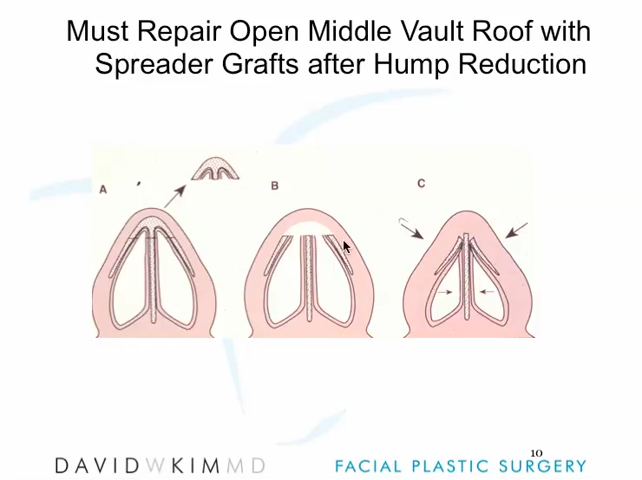 Must Repair Open Middle Vault Roof with
Spreader Grafts after Hump Reduction
A
B
C
10
DAVIDWKIMMD
FACIAL PLASTIC SURGERY